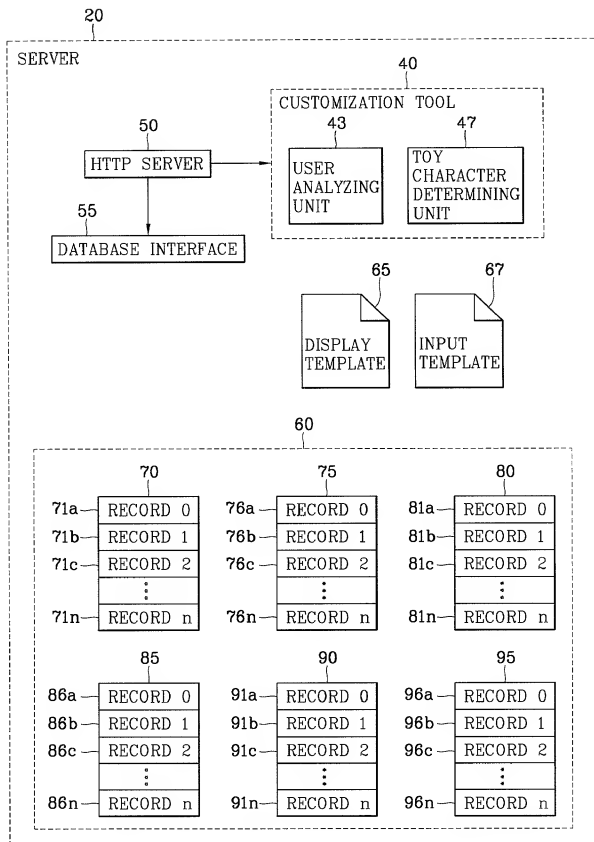 20
SERVER
40
CUSTOMIZATION TOOL
50
HTTP SERVER
43
USER
ANALYZING
UNIT
47
TOY
CHARACTER
DETERMINING
UNIT
55
DATABASE INTERFACE
65
DISPLAY
TEMPLATE
67
INPUT
TEMPLATE
60
70
71a RECORD 0
71b RECORD 1
71c RECORD 2
71n RECORD n
75
76a RECORD 0
76b RECORD 1
76c RECORD 2
76n RECORD n
80
81a RECORD 0
81b RECORD 1
81c RECORD 2
81n RECORD n
85
86a RECORD 0
86b RECORD 1
86c RECORD 2
86n RECORD n
90
91a RECORD 0
91b RECORD 1
91c RECORD 2
91n RECORD n
95
96a RECORD 0
96b RECORD 1
96c RECORD 2
96n RECORD n